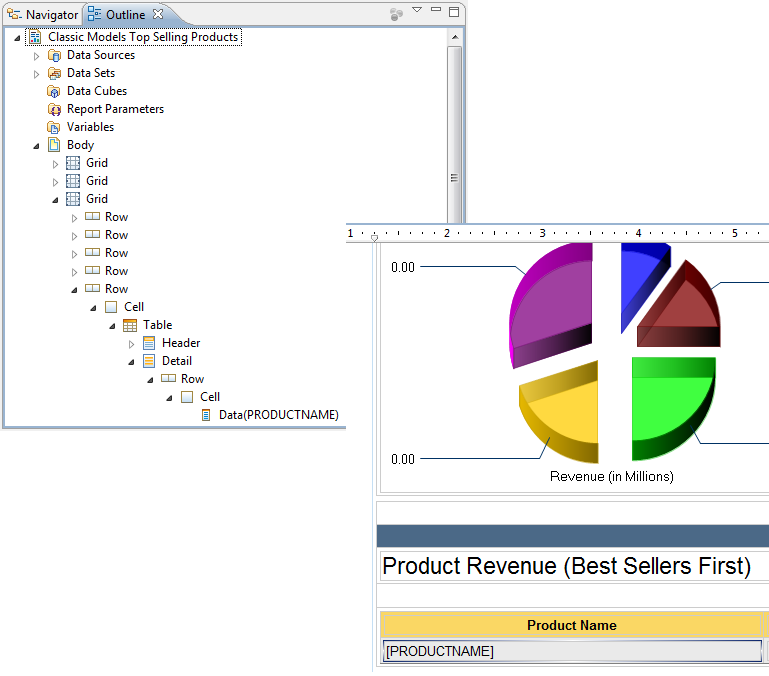 Navigator Outline
Classic Models Top Selling Products
Data Sources
Data Sets
Data Cubes
Report Parameters
Variables
Body
Grid
Grid
Grid
Row
Row
Row
Row
Row
Cell
Table
Header
Detail
Row
Cell
Data(PRODUCTNAME)
1 2 3 4 5
0.00
0.00
Revenue (in Millions)
Product Revenue (Best Sellers First)
Product Name
[PRODUCTNAME]